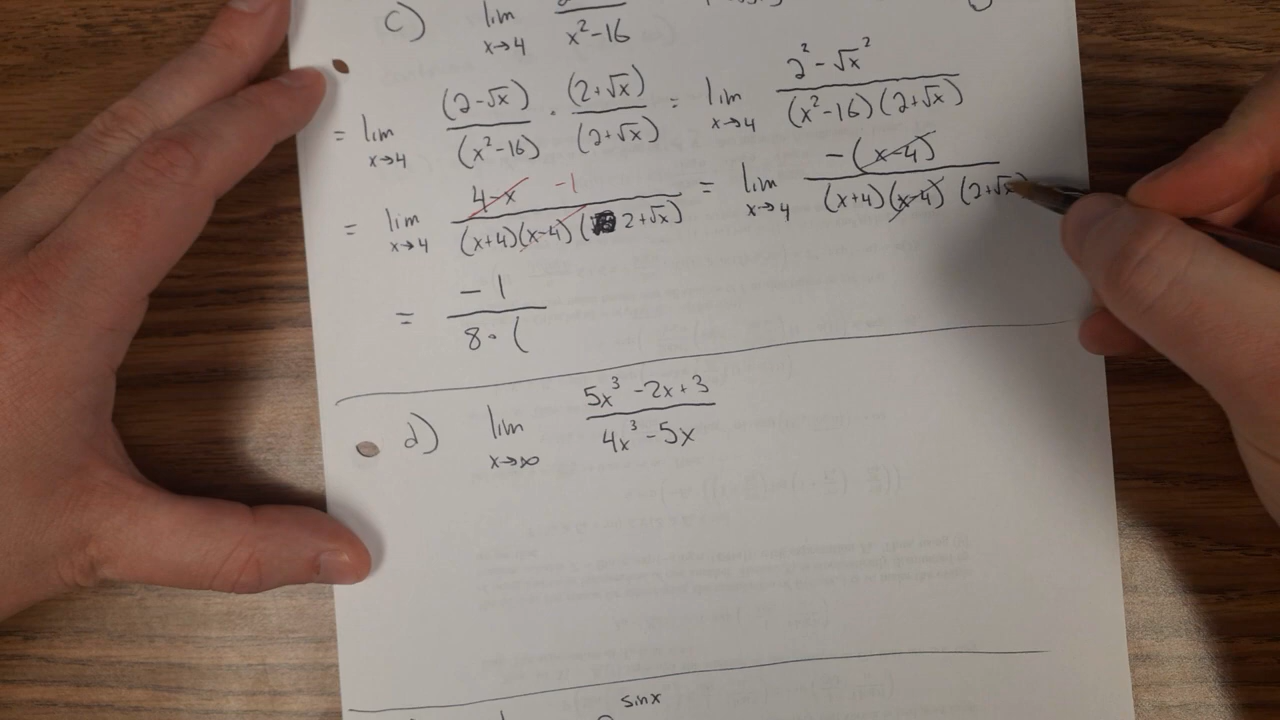 c) lim x→4 x²-16
= lim x→4 (2-√x)/(x²-16) · (2+√x)/(2+√x) = lim x→4 2²-√x²/(x²-16)(2+√x)
= lim x→4 4-x -1/(x+4)(x-4)(2+√x) = lim x→4 -(x-4)/(x+4)(x-4)(2+√x)
= -1/8·(
d) lim x→∞ 5x³-2x+3/4x³-5x
sinx